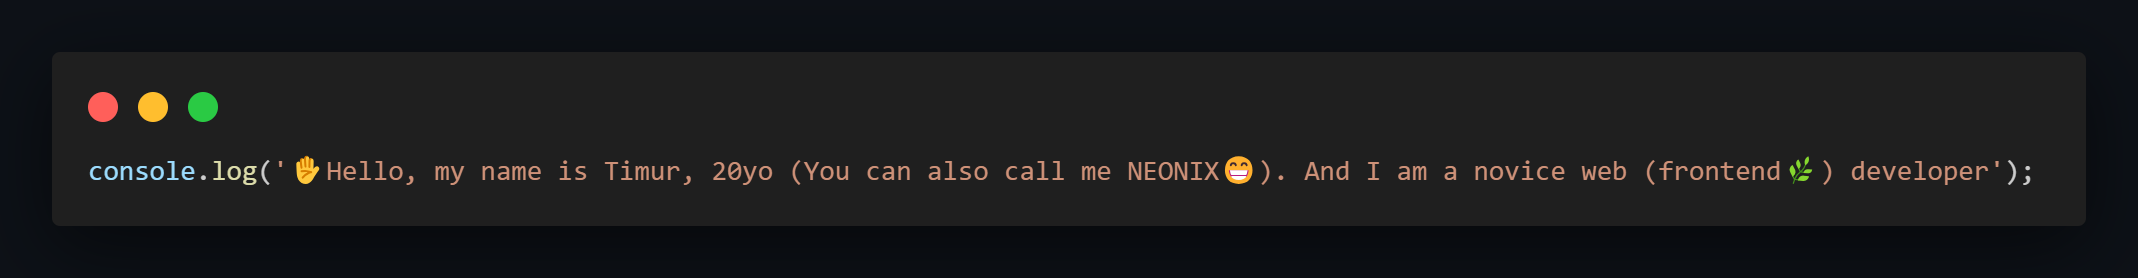 console.log('✋Hello, my name is Timur, 20yo (You can also call me NEONIX😁). And I am a novice web (frontend🌿) developer');